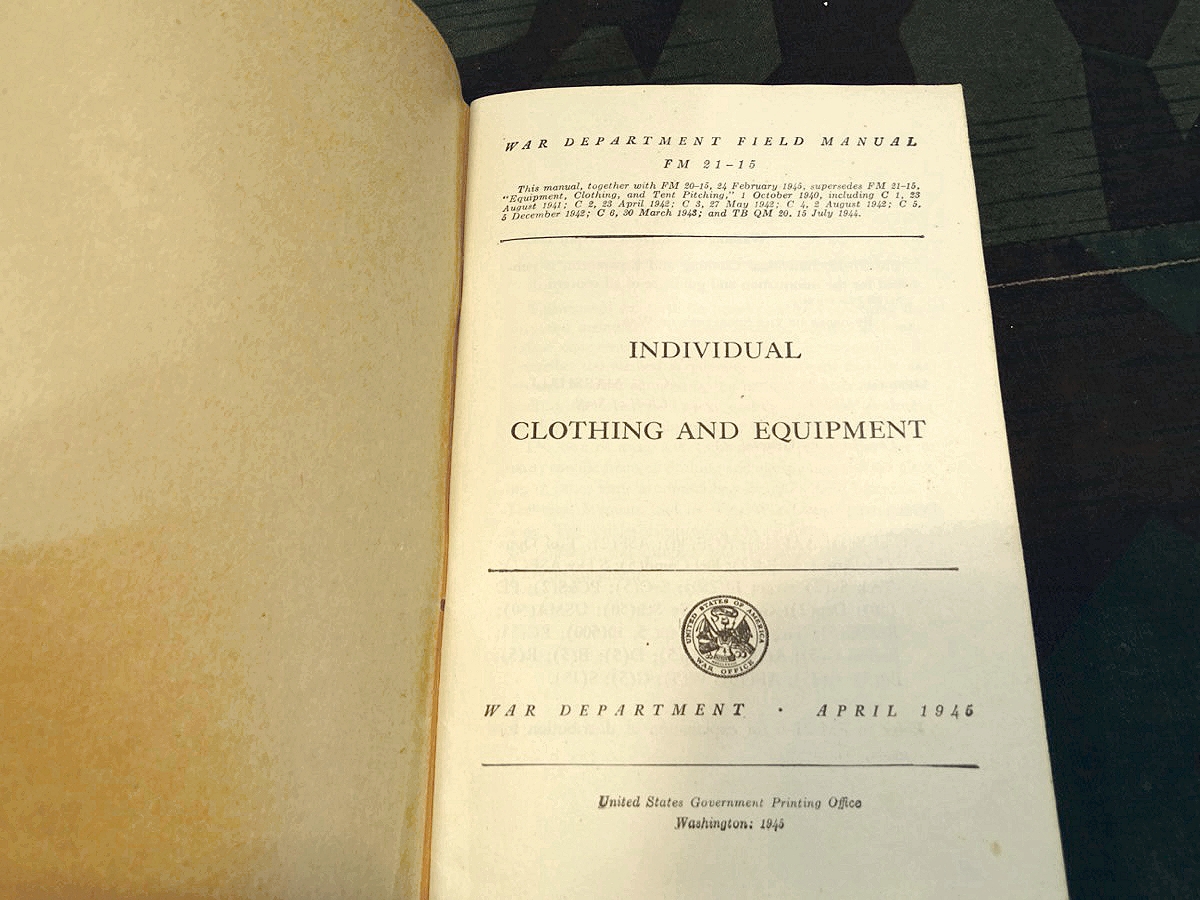 WAR DEPARTMENT FIELD MANUAL
FM 21-15
This manual, together with FM 20-15, 24 February 1945, supersedes FM 21-15,
"Equipment, Clothing, and Tent Pitching," 1 October 1940, including C 1, 23
August 1941; C 2, 23 April 1942; C 3, 27 May 1942; C 4, 2 August 1942; C 5,
5 December 1942; C 6, 30 March 1943; and TB QM 20. 15 July 1944.
INDIVIDUAL
CLOTHING AND EQUIPMENT
UNITED STATES OF AMERICA
WAR OFFICE
WAR DEPARTMENT · APRIL 1945
United States Government Printing Office
Washington: 1945